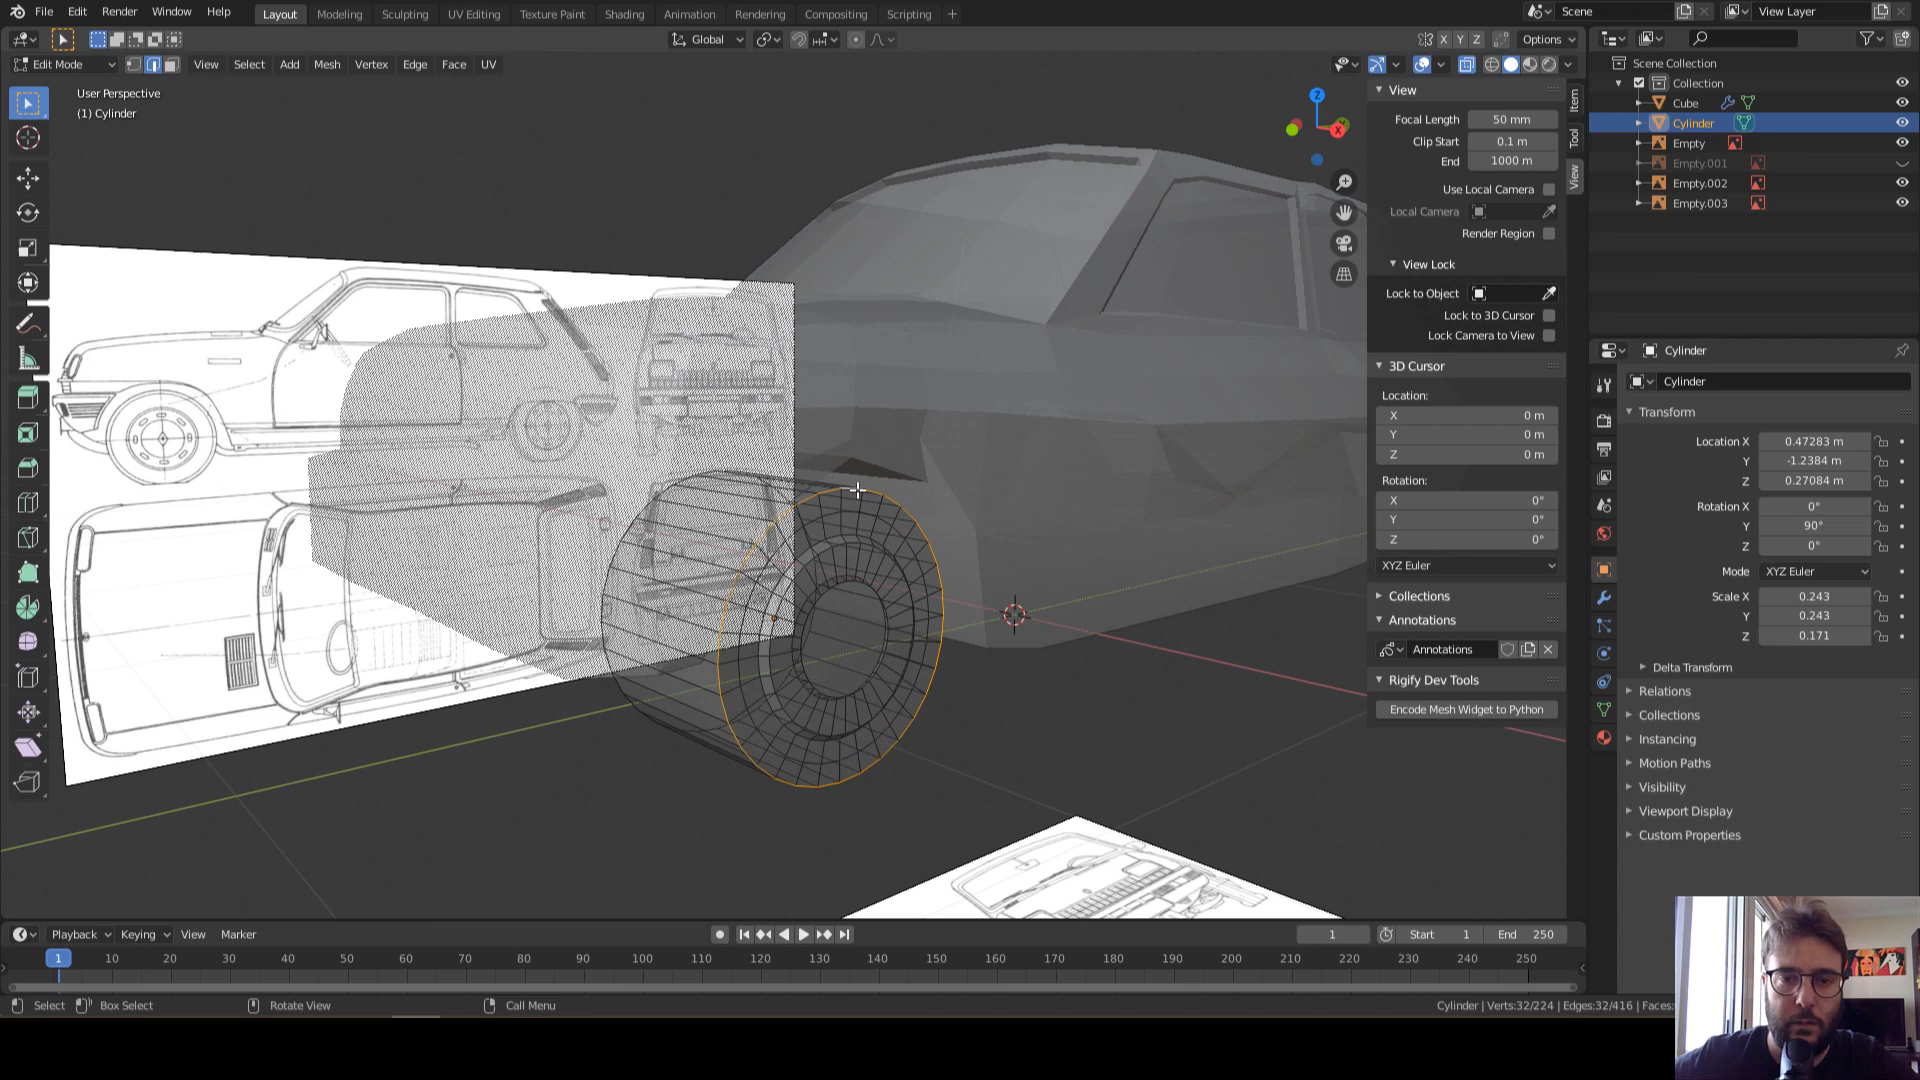 File Edit Render Window Help Layout Modeling Sculpting UV Editing Texture Paint Shading Animation Rendering Compositing Scripting + Scene View Layer
Global X Y Z Options
Edit Mode View Select Add Mesh Vertex Edge Face UV
User Perspective
(1) Cylinder
Z
X
View
Focal Length 50 mm
Clip Start 0.1 m
End 1000 m
Use Local Camera
Local Camera
Render Region
View Lock
Lock to Object
Lock to 3D Cursor
Lock Camera to View
3D Cursor
Location:
X 0 m
Y 0 m
Z 0 m
Rotation:
X 0°
Y 0°
Z 0°
XYZ Euler
Collections
Annotations
Annotations
Rigify Dev Tools
Encode Mesh Widget to Python
Item
Tool
View
Scene Collection
Collection
Cube
Cylinder
Empty
Empty.001
Empty.002
Empty.003
Cylinder
Cylinder
Transform
Location X 0.47283 m
Y -1.2384 m
Z 0.27084 m
Rotation X 0°
Y 90°
Z 0°
Mode XYZ Euler
Scale X 0.243
Y 0.243
Z 0.171
Delta Transform
Relations
Collections
Instancing
Motion Paths
Visibility
Viewport Display
Custom Properties
Playback Keying View Marker 1 Start 1 End 250
1 10 20 30 40 50 60 70 80 90 100 110 120 130 140 150 160 170 180 190 200 210 220 230 240 250
Select Box Select Rotate View Call Menu Cylinder | Verts:32/224 | Edges:32/416 | Faces: